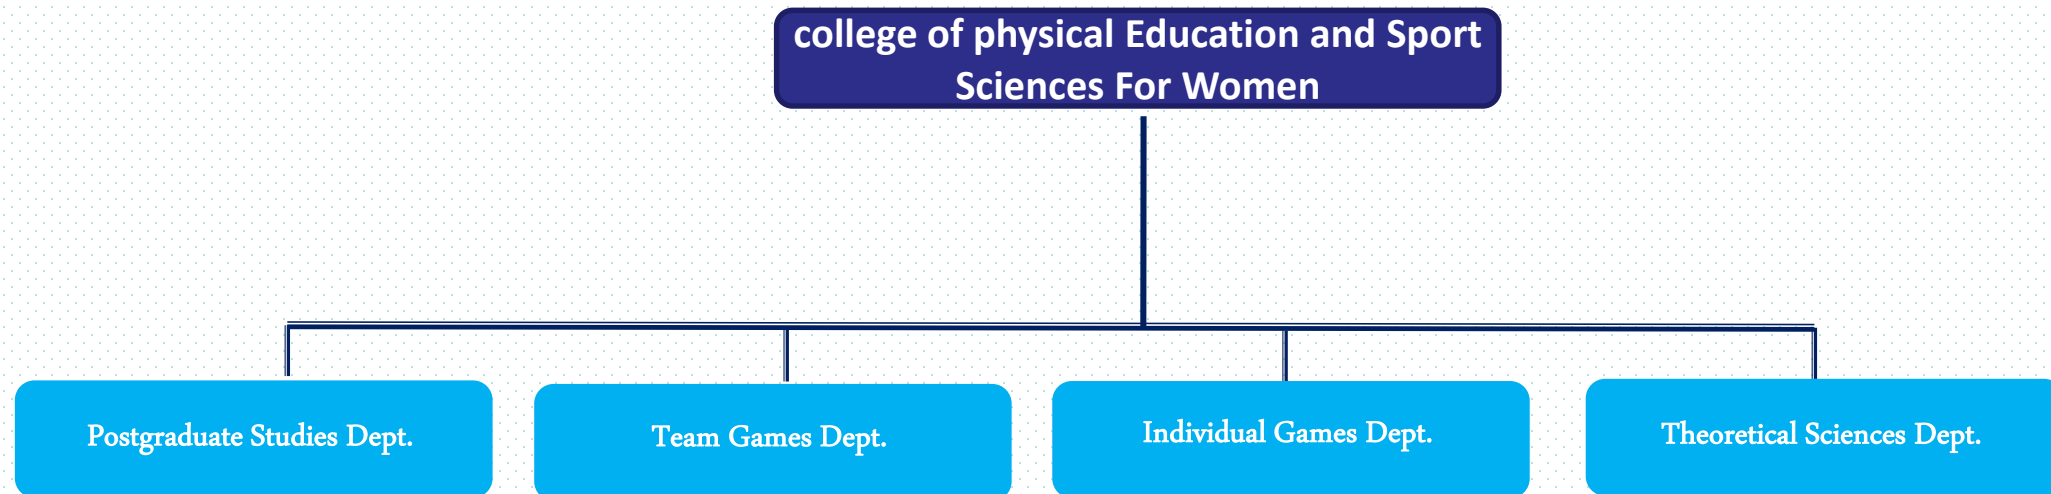 college of physical Education and Sport
Sciences For Women
Postgraduate Studies Dept.
Team Games Dept.
Individual Games Dept.
Theoretical Sciences Dept.